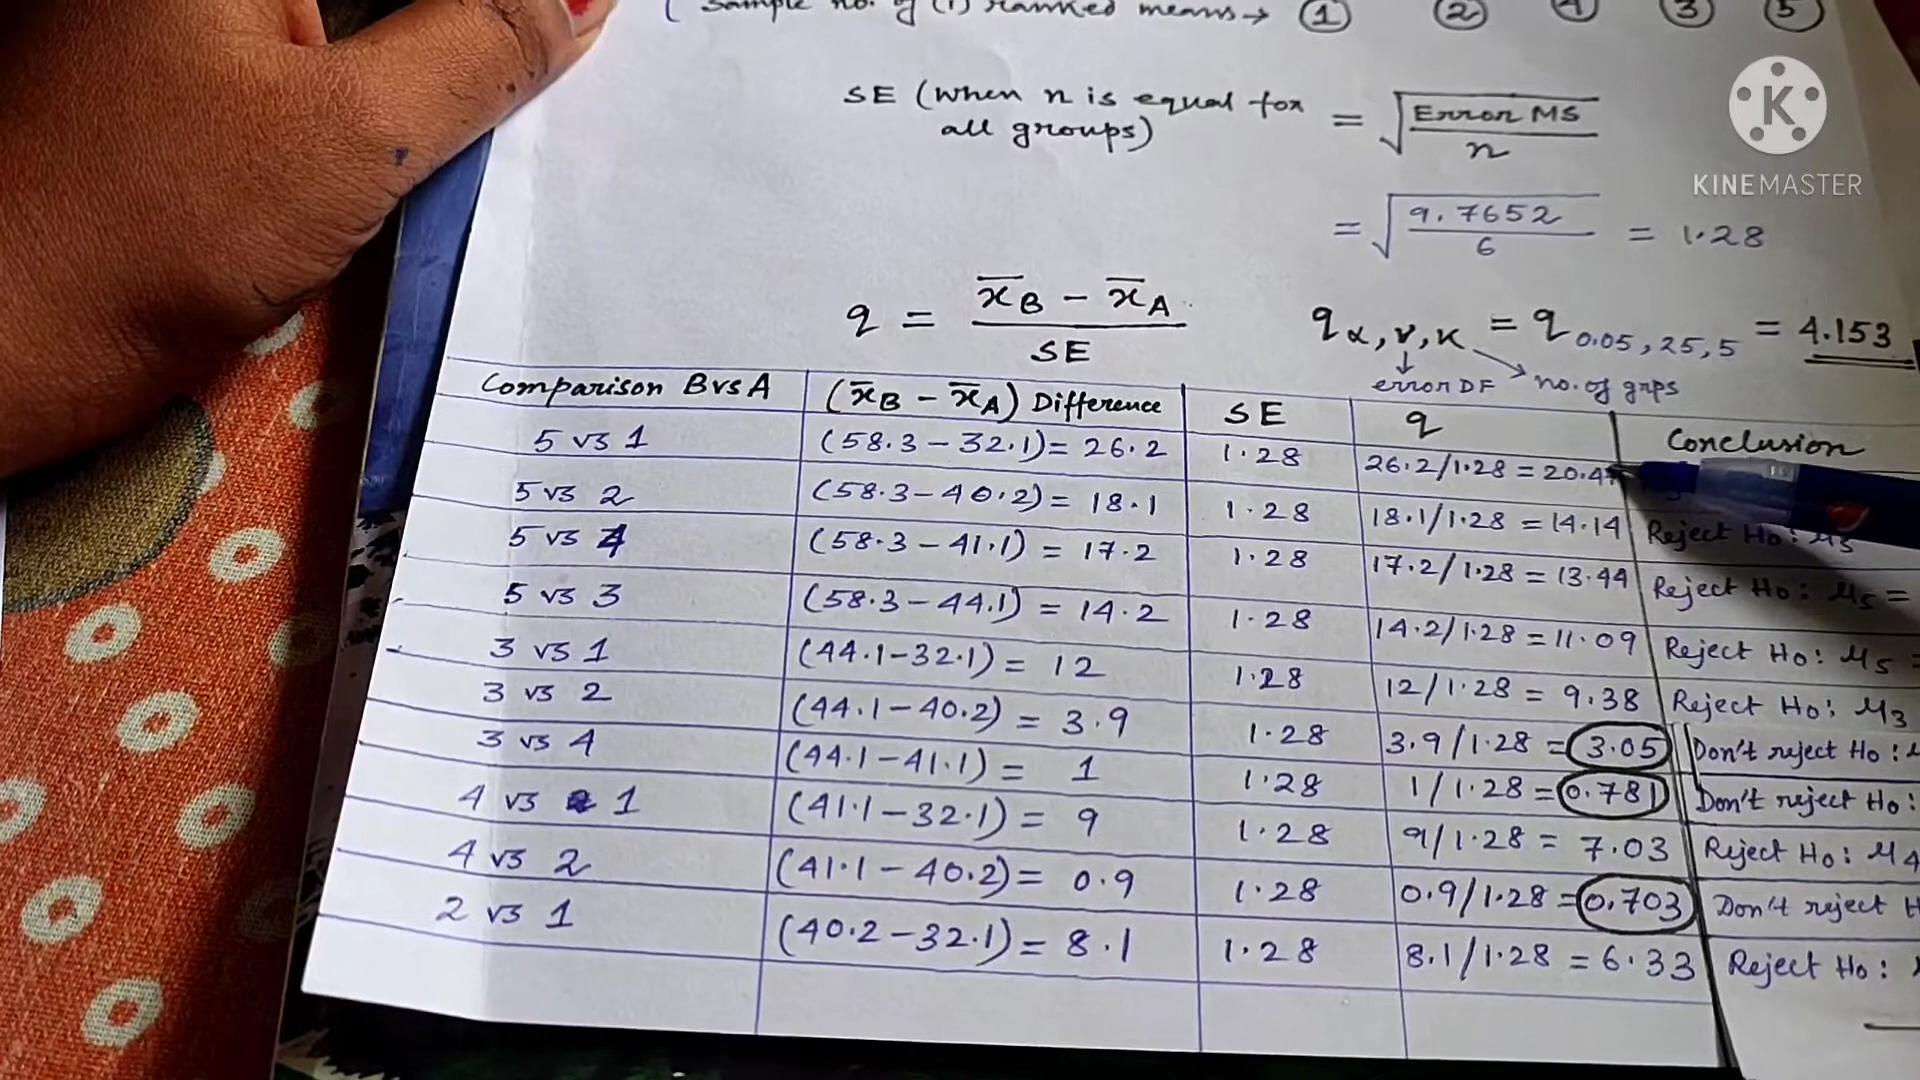 ( Sample no. of (i) ranked means → ① ② ④ ③ ⑤
SE (when n is equal for all groups) = √(Error MS / n)
= √(9.7652 / 6) = 1.28
q = (x̄B − x̄A) / SE
qα,ν,K = q0.05,25,5 = 4.153
error DF
no. of grps
Comparison B vs A (x̄B − x̄A) Difference SE q Conclusion
5 vs 1 (58.3 − 32.1) = 26.2 1.28 26.2/1.28 = 20.4
5 vs 2 (58.3 − 40.2) = 18.1 1.28 18.1/1.28 = 14.14 Reject Ho: μ5
5 vs 4 (58.3 − 41.1) = 17.2 1.28 17.2/1.28 = 13.44 Reject Ho: μ5 =
5 vs 3 (58.3 − 44.1) = 14.2 1.28 14.2/1.28 = 11.09 Reject Ho: μ5 =
3 vs 1 (44.1 − 32.1) = 12 1.28 12/1.28 = 9.38 Reject Ho: μ3
3 vs 2 (44.1 − 40.2) = 3.9 1.28 3.9/1.28 = 3.05 Don't reject Ho:
3 vs 4 (44.1 − 41.1) = 1 1.28 1/1.28 = 0.781 Don't reject Ho:
4 vs 1 (41.1 − 32.1) = 9 1.28 9/1.28 = 7.03 Reject Ho: μ4
4 vs 2 (41.1 − 40.2) = 0.9 1.28 0.9/1.28 = 0.703 Don't reject H
2 vs 1 (40.2 − 32.1) = 8.1 1.28 8.1/1.28 = 6.33 Reject Ho:
K
KINEMASTER